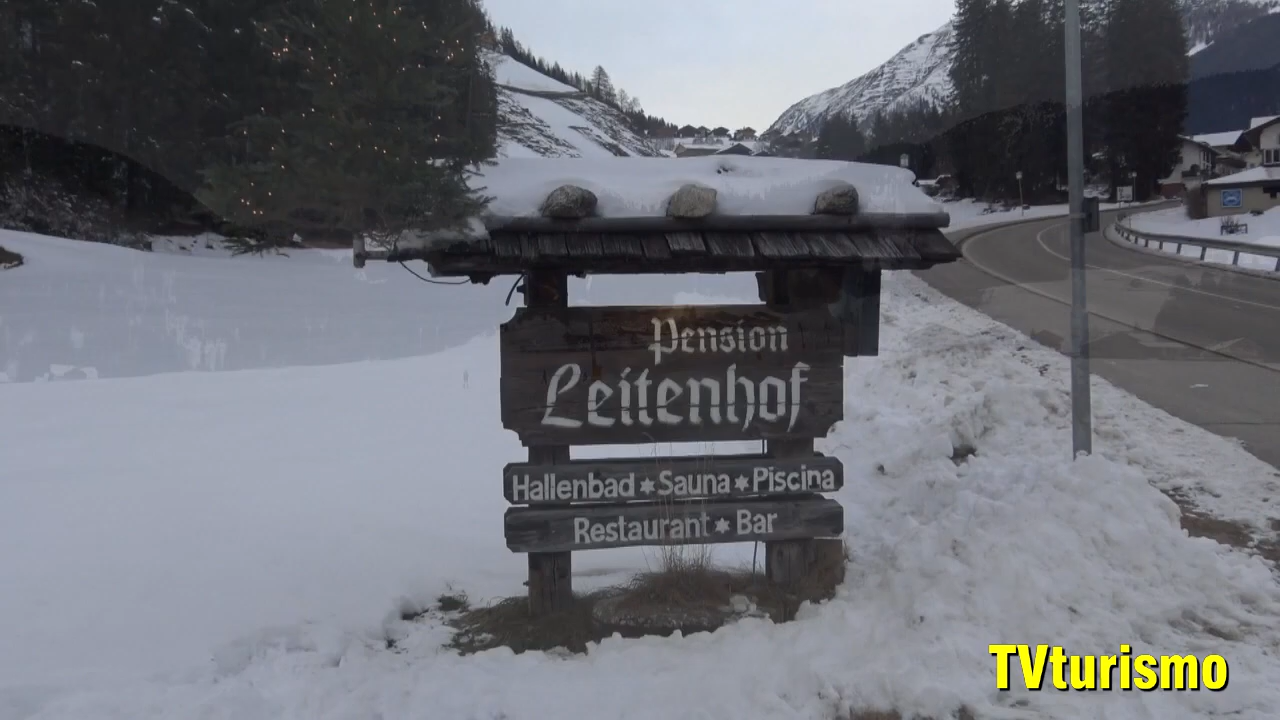 Pension
Leitenhof
Hallenbad * Sauna * Piscina
Restaurant * Bar
TVturismo